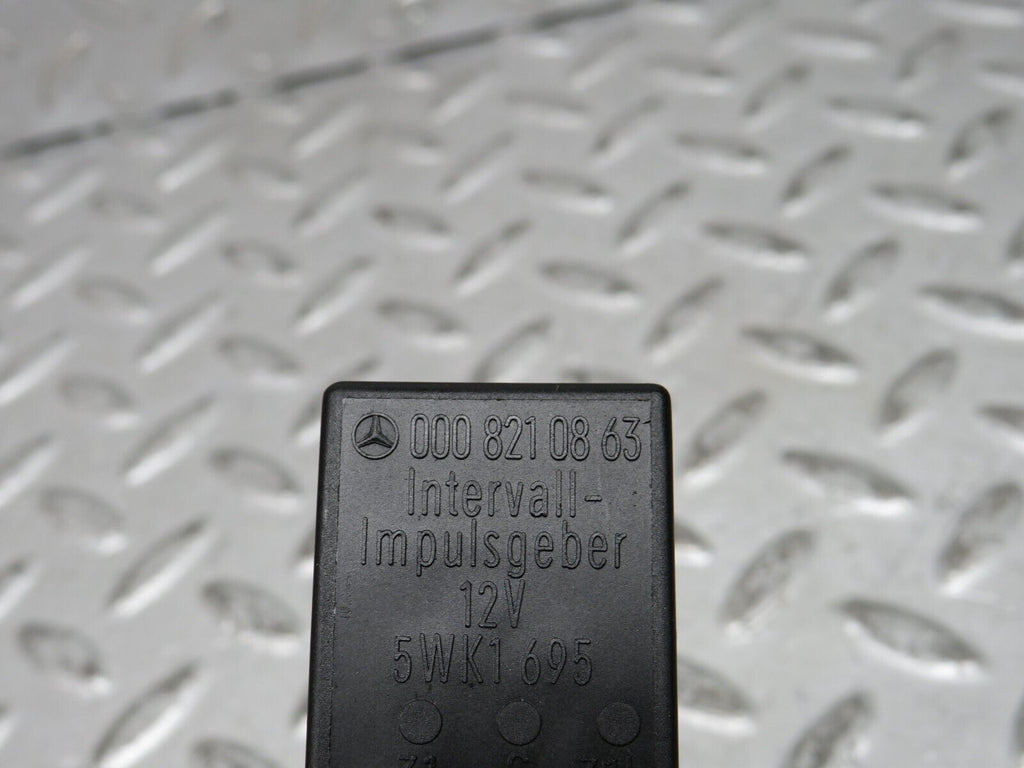 000 821 08 63
Intervall-
Impulsgeber
12V
5WK1 695